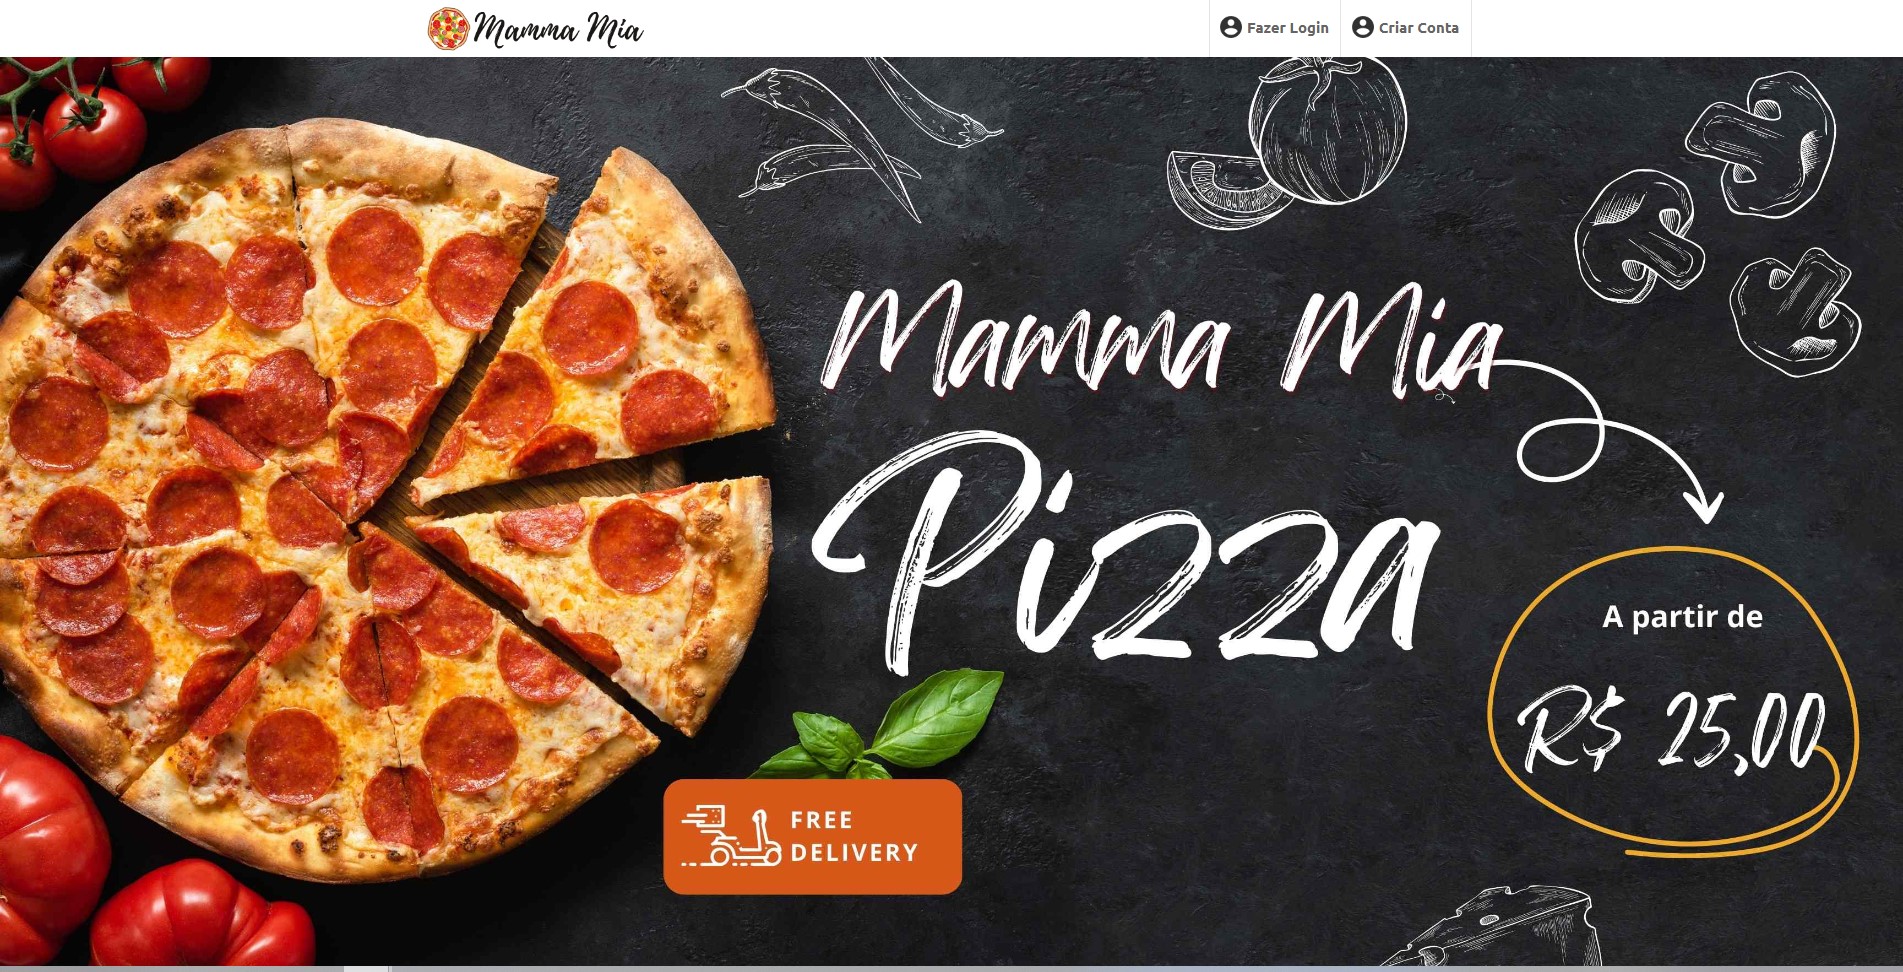 Mamma Mia
Fazer Login
Criar Conta
Mamma Mia
Pizza
A partir de
R$ 25,00
FREE
DELIVERY